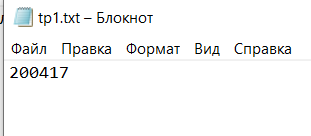 tp1.txt – Блокнот
Файл Правка Формат Вид Справка
200417